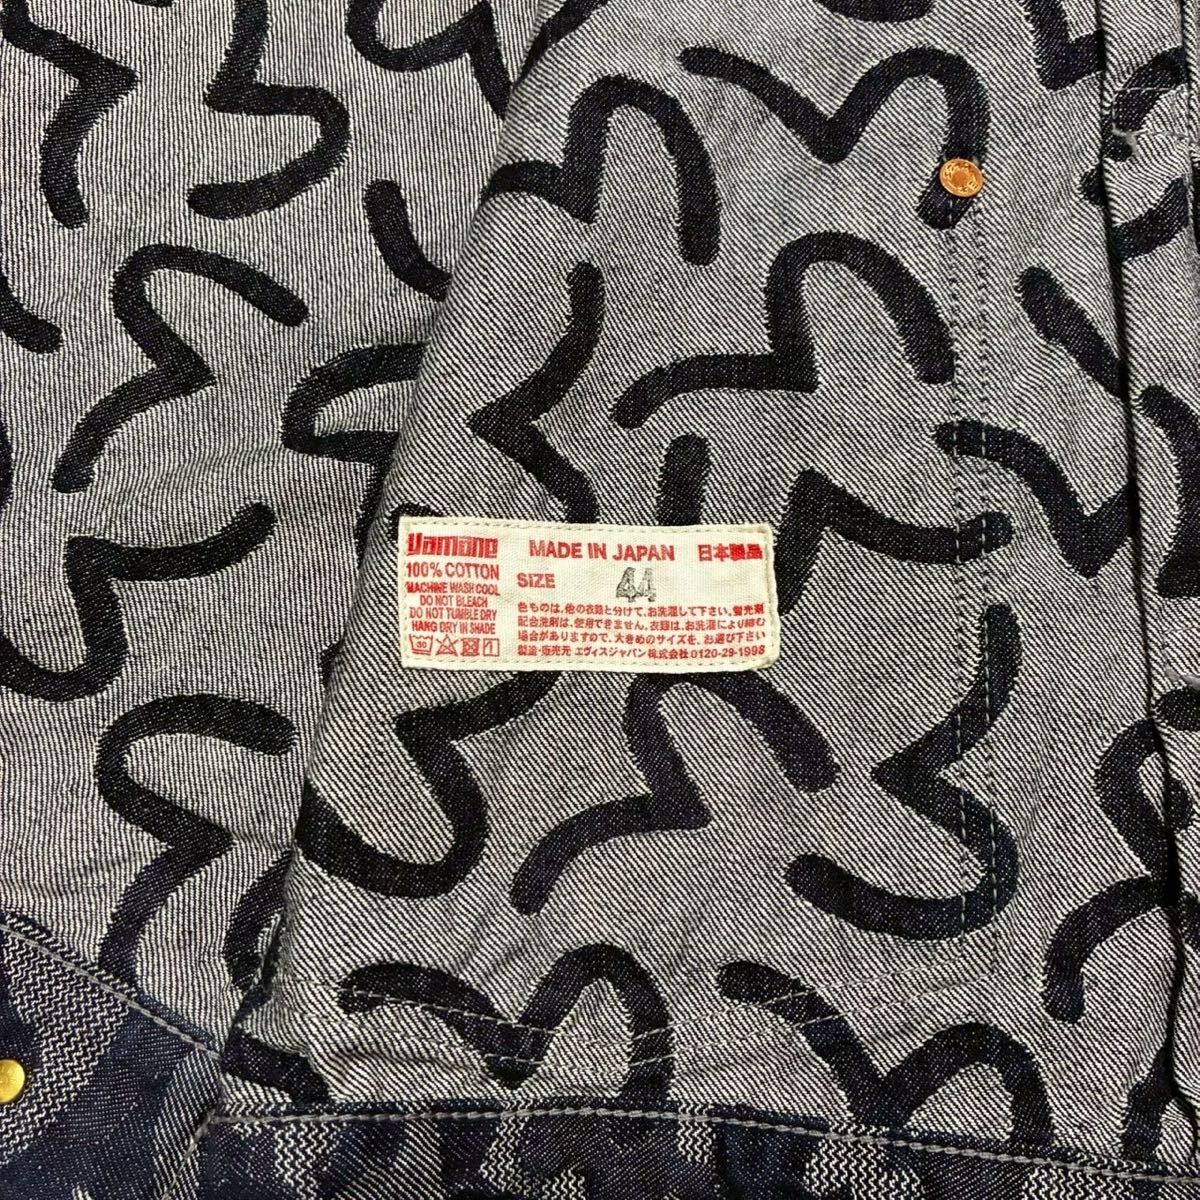 Yamane
100% COTTON
MACHINE WASH COOL
DO NOT BLEACH
DO NOT TUMBLE DRY
HANG DRY IN SHADE
MADE IN JAPAN 日本製品
SIZE 44
色ものは、他の衣類と分けて、お洗濯して下さい。蛍光剤
配合洗剤は、使用できません。衣類は、お洗濯により縮む
場合がありますので、大きめのサイズを、お選び下さい
製造・販売元 エヴィスジャパン株式会社 0120-29-1998